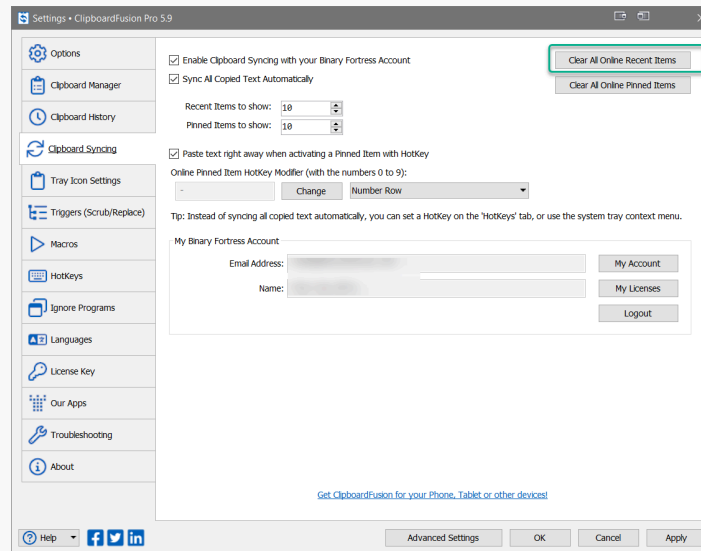 Settings • ClipboardFusion Pro 5.9
Options
Clipboard Manager
Clipboard History
Clipboard Syncing
Tray Icon Settings
Triggers (Scrub/Replace)
Macros
HotKeys
Ignore Programs
Languages
License Key
Our Apps
Troubleshooting
About
Enable Clipboard Syncing with your Binary Fortress Account
Clear All Online Recent Items
Sync All Copied Text Automatically
Clear All Online Pinned Items
Recent Items to show: 10
Pinned Items to show: 10
Paste text right away when activating a Pinned Item with HotKey
Online Pinned Item HotKey Modifier (with the numbers 0 to 9):
- Change Number Row
Tip: Instead of syncing all copied text automatically, you can set a HotKey on the 'HotKeys' tab, or use the system tray context menu.
My Binary Fortress Account
Email Address: My Account
Name: My Licenses
Logout
Get ClipboardFusion for your Phone, Tablet or other devices!
Help Advanced Settings OK Cancel Apply